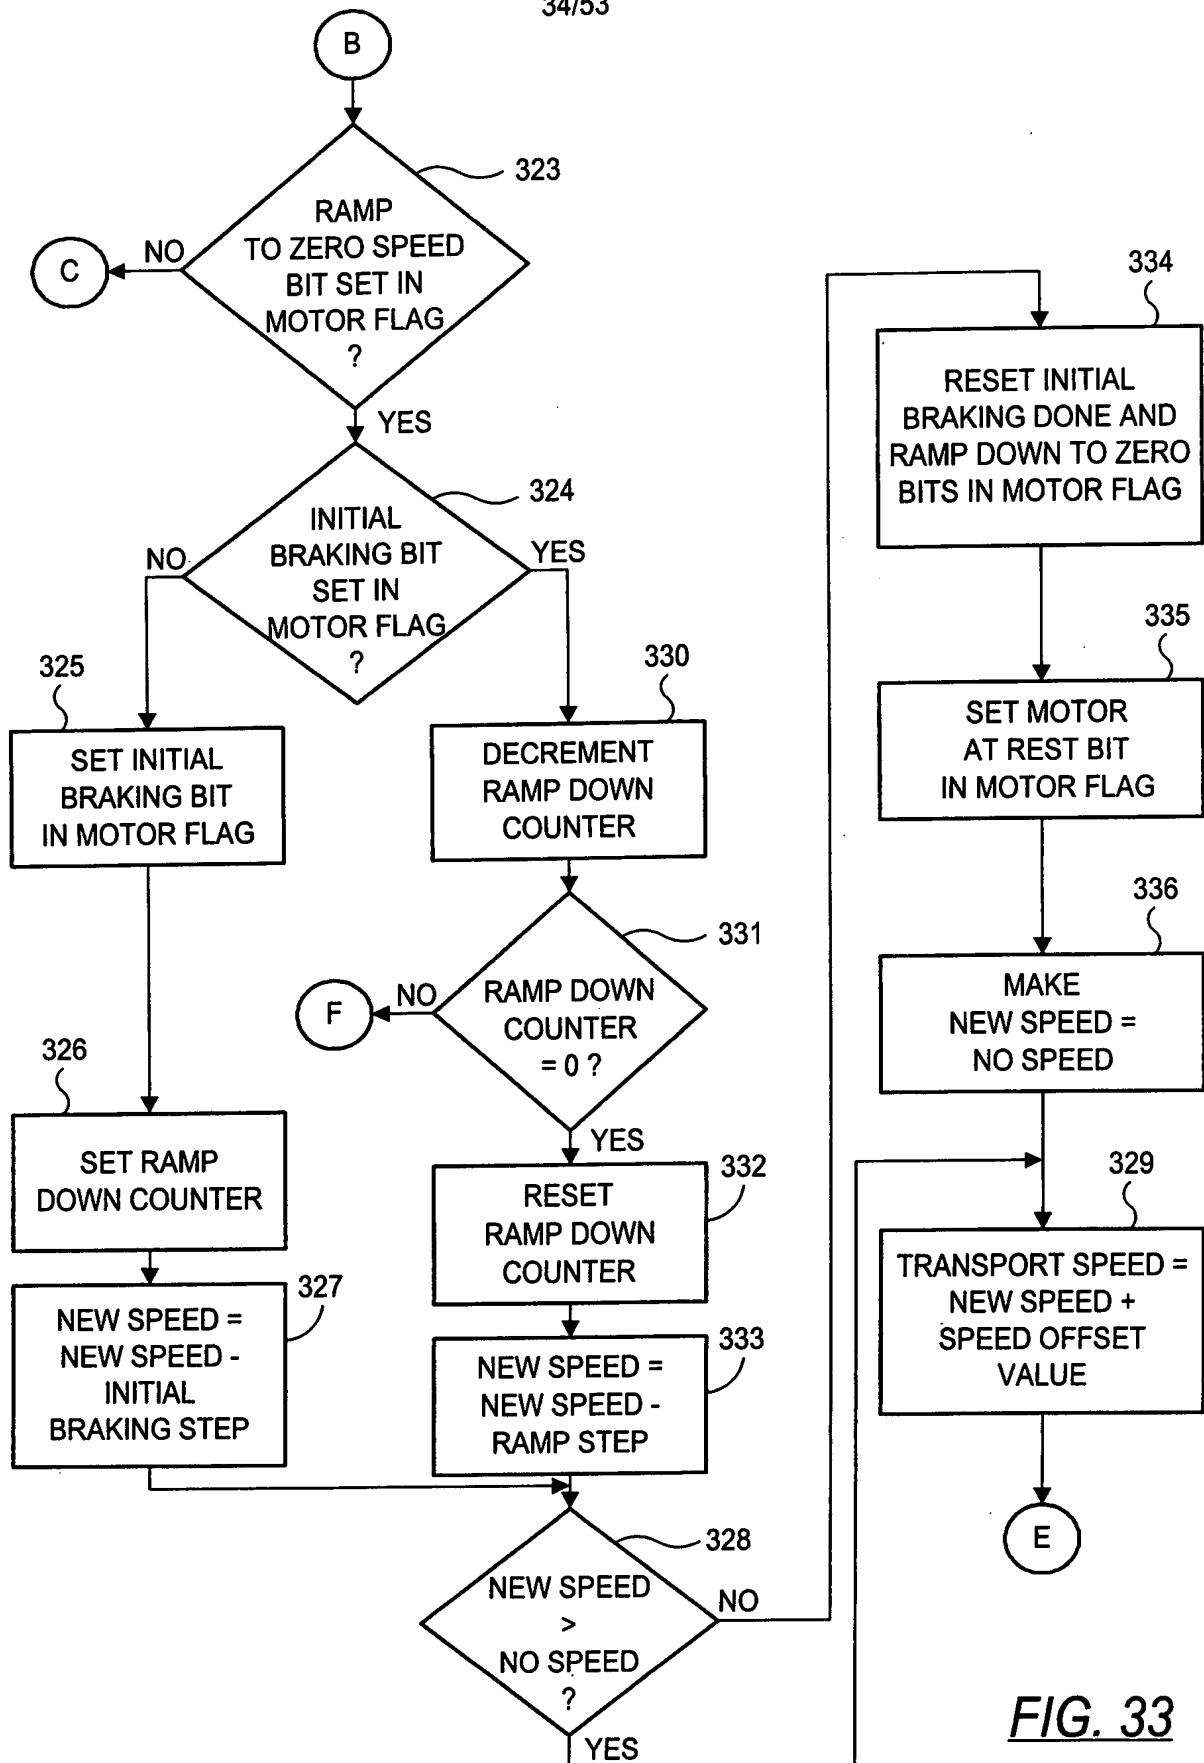 34/53
B
323
RAMP
TO ZERO SPEED
BIT SET IN
MOTOR FLAG
?
NO
C
YES
324
INITIAL
BRAKING BIT
SET IN
MOTOR FLAG
?
NO
YES
325
SET INITIAL
BRAKING BIT
IN MOTOR FLAG
326
SET RAMP
DOWN COUNTER
327
NEW SPEED =
NEW SPEED -
INITIAL
BRAKING STEP
330
DECREMENT
RAMP DOWN
COUNTER
331
RAMP DOWN
COUNTER
= 0 ?
NO
F
YES
332
RESET
RAMP DOWN
COUNTER
333
NEW SPEED =
NEW SPEED -
RAMP STEP
328
NEW SPEED
>
NO SPEED
?
NO
YES
334
RESET INITIAL
BRAKING DONE AND
RAMP DOWN TO ZERO
BITS IN MOTOR FLAG
335
SET MOTOR
AT REST BIT
IN MOTOR FLAG
336
MAKE
NEW SPEED =
NO SPEED
329
TRANSPORT SPEED =
NEW SPEED +
SPEED OFFSET
VALUE
E
FIG. 33